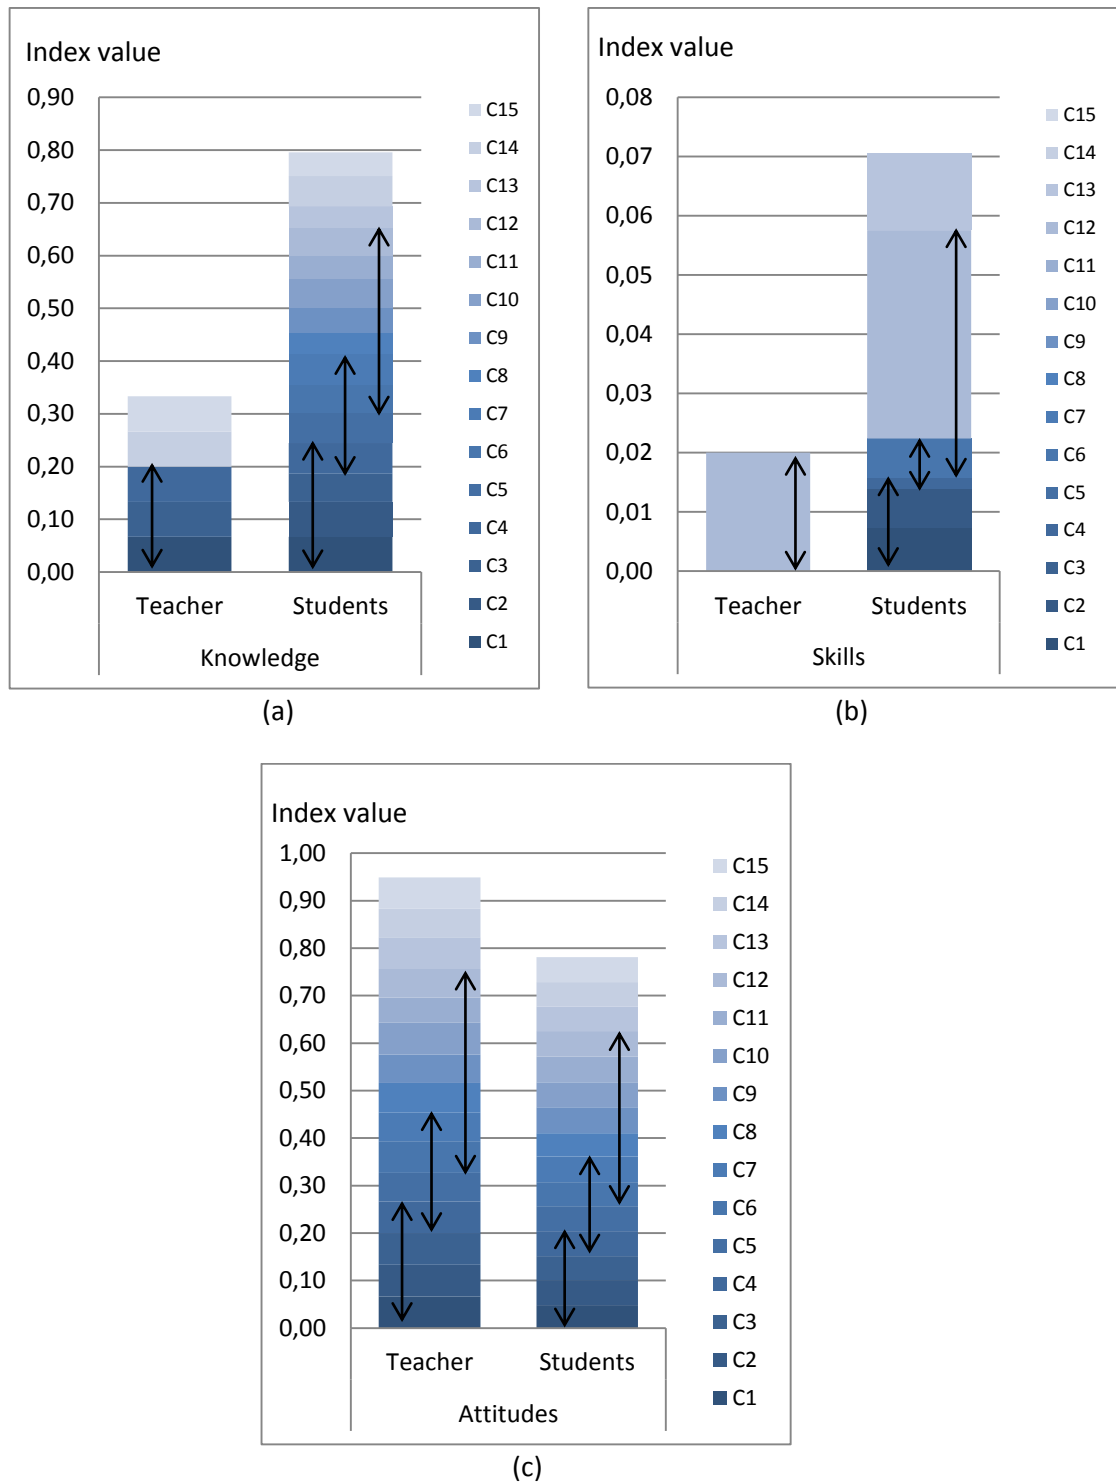 Index value
0,90
0,80
0,70
0,60
0,50
0,40
0,30
0,20
0,10
0,00
Teacher Students
Knowledge
C15
C14
C13
C12
C11
C10
C9
C8
C7
C6
C5
C4
C3
C2
C1
(a)
Index value
0,08
0,07
0,06
0,05
0,04
0,03
0,02
0,01
0,00
Teacher Students
Skills
C15
C14
C13
C12
C11
C10
C9
C8
C7
C6
C5
C4
C3
C2
C1
(b)
Index value
1,00
0,90
0,80
0,70
0,60
0,50
0,40
0,30
0,20
0,10
0,00
Teacher Students
Attitudes
C15
C14
C13
C12
C11
C10
C9
C8
C7
C6
C5
C4
C3
C2
C1
(c)